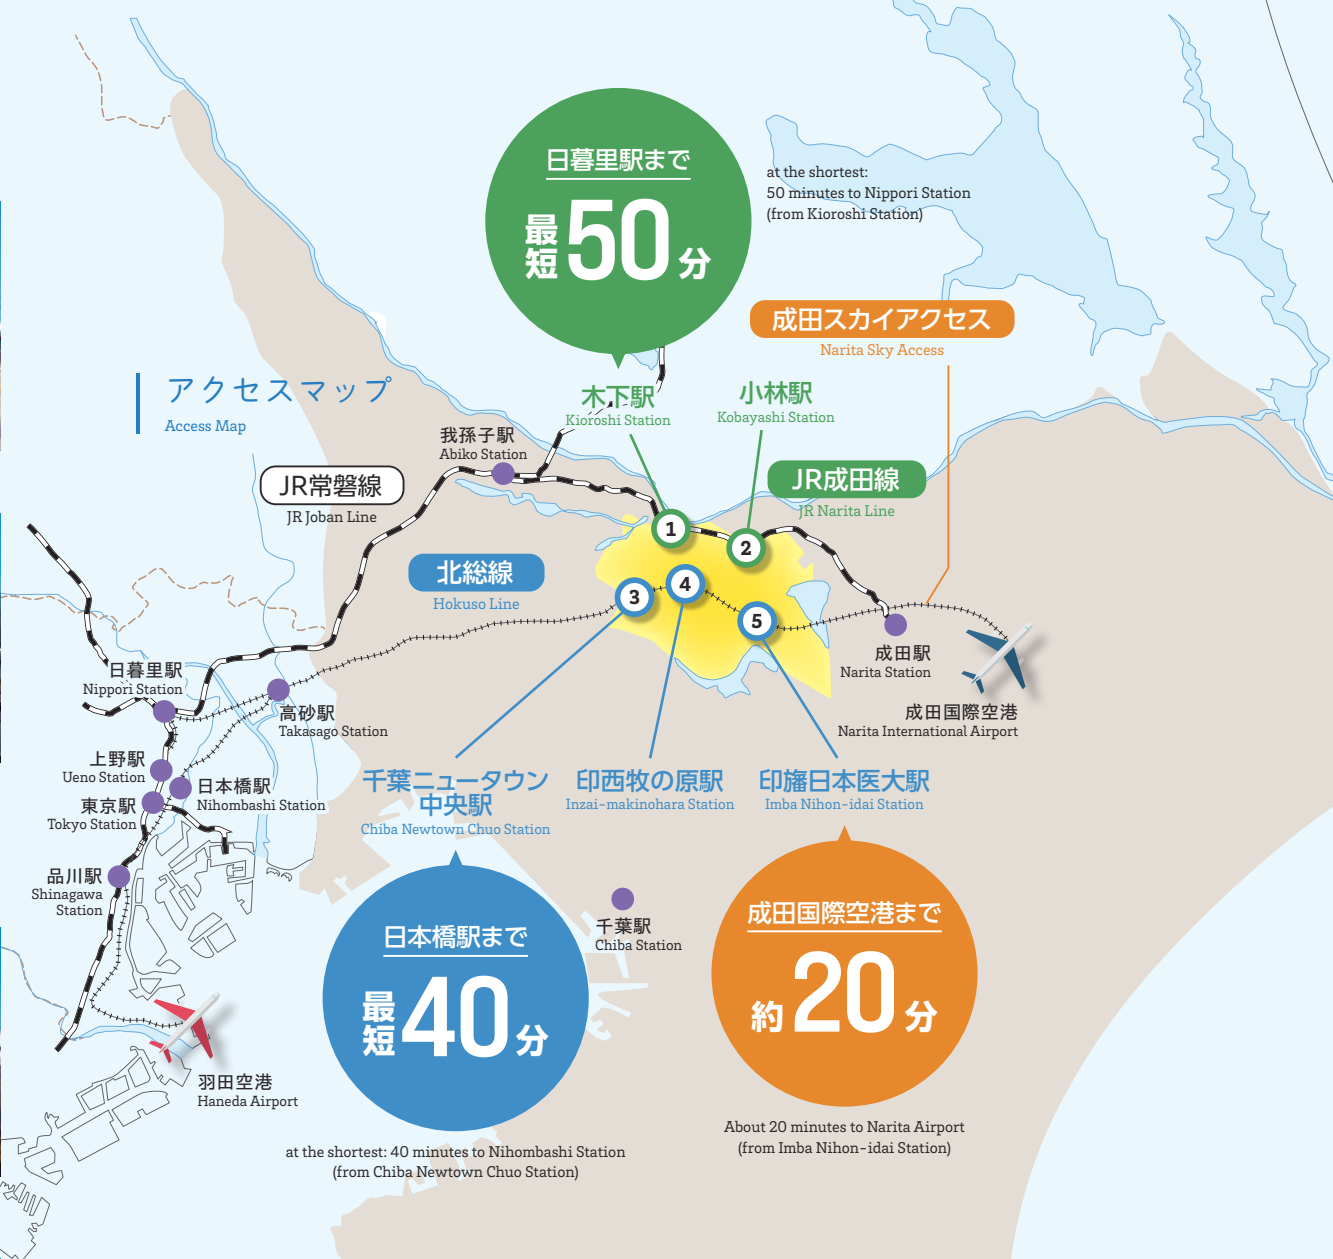 日暮里駅まで
最短50分
at the shortest:
50 minutes to Nippori Station
(from Kioroshi Station)
成田スカイアクセス
Narita Sky Access
アクセスマップ
Access Map
木下駅
Kioroshi Station
小林駅
Kobayashi Station
我孫子駅
Abiko Station
JR常磐線
JR Joban Line
JR成田線
JR Narita Line
北総線
Hokuso Line
1
2
3
4
5
成田駅
Narita Station
成田国際空港
Narita International Airport
日暮里駅
Nippori Station
高砂駅
Takasago Station
上野駅
Ueno Station
日本橋駅
Nihombashi Station
東京駅
Tokyo Station
品川駅
Shinagawa
Station
千葉ニュータウン
中央駅
Chiba Newtown Chuo Station
印西牧の原駅
Inzai-makinohara Station
印旛日本医大駅
Imba Nihon-idai Station
千葉駅
Chiba Station
日本橋駅まで
最短40分
at the shortest: 40 minutes to Nihombashi Station
(from Chiba Newtown Chuo Station)
成田国際空港まで
約20分
About 20 minutes to Narita Airport
(from Imba Nihon-idai Station)
羽田空港
Haneda Airport